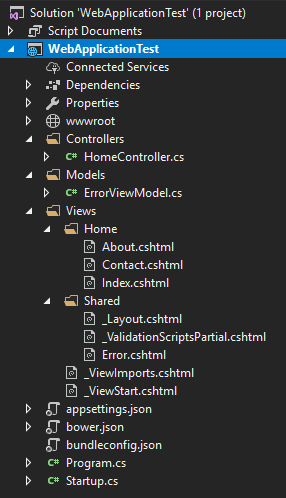 Solution 'WebApplicationTest' (1 project)
Script Documents
WebApplicationTest
Connected Services
Dependencies
Properties
wwwroot
Controllers
C# HomeController.cs
Models
C# ErrorViewModel.cs
Views
Home
About.cshtml
Contact.cshtml
Index.cshtml
Shared
_Layout.cshtml
_ValidationScriptsPartial.cshtml
Error.cshtml
_ViewImports.cshtml
_ViewStart.cshtml
appsettings.json
bower.json
bundleconfig.json
C# Program.cs
C# Startup.cs